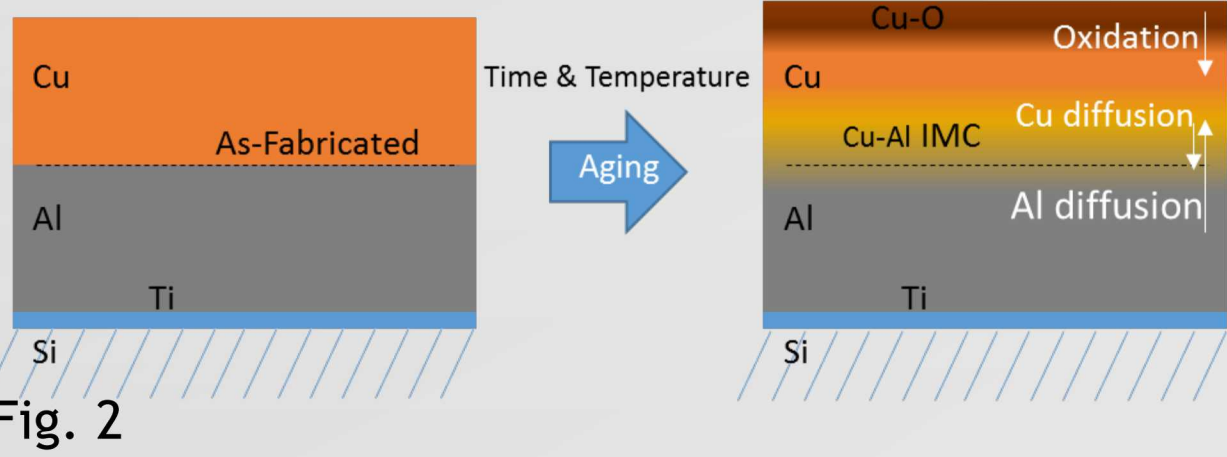 Cu
As-Fabricated
Al
Ti
Si
Time & Temperature
Aging
Cu-O
Oxidation
Cu
Cu diffusion
Cu-Al IMC
Al diffusion
Al
Ti
Si
Fig. 2